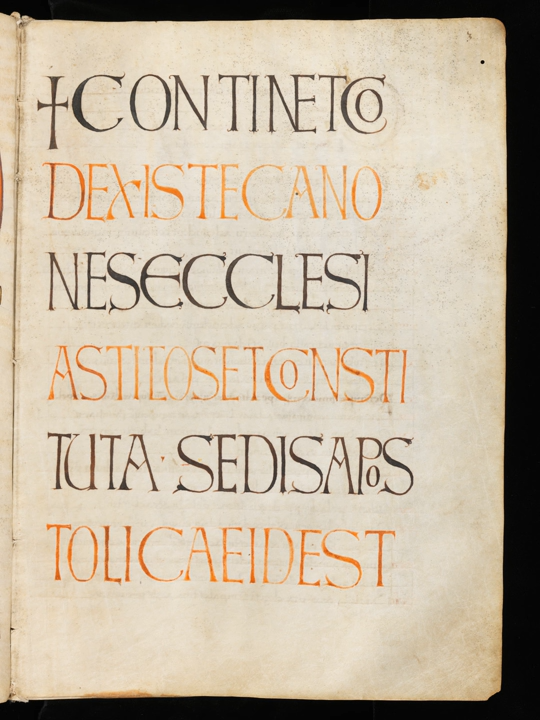 ✝CONTINETCO
DEXISTECANO
NESECCLESI
ASTICOSETCONSTI
TUTA SEDISAPOS
TOLICAEIDEST